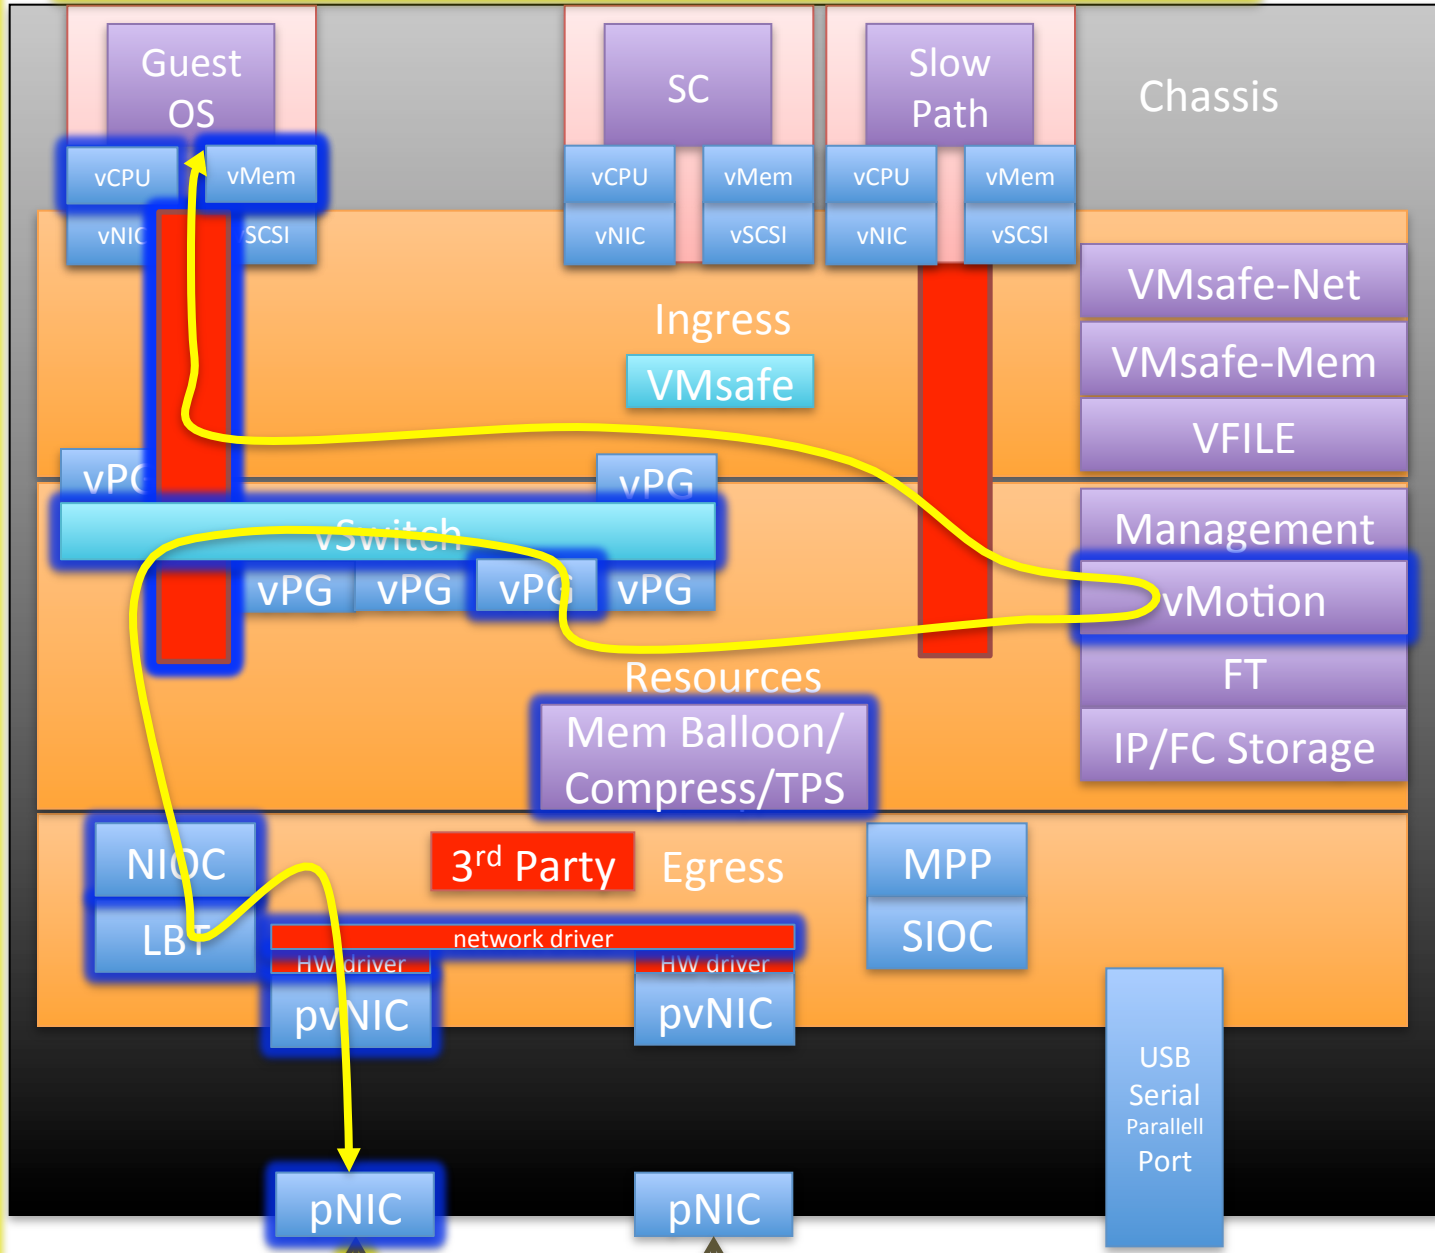 Guest
OS
SC
Slow
Path
Chassis
vCPU
vMem
vCPU
vMem
vCPU
vMem
vNIC
vSCSI
vNIC
vSCSI
vNIC
vSCSI
VMsafe-Net
Ingress
VMsafe-Mem
VMsafe
VFILE
vPG
vPG
vSwitch
Management
vPG
vPG
vPG
vPG
vMotion
Resources
FT
Mem Balloon/
Compress/TPS
IP/FC Storage
NIOC
3rd Party
Egress
MPP
LBT
network driver
SIOC
HW driver
HW driver
pvNIC
pvNIC
USB
Serial
Parallell
Port
pNIC
pNIC